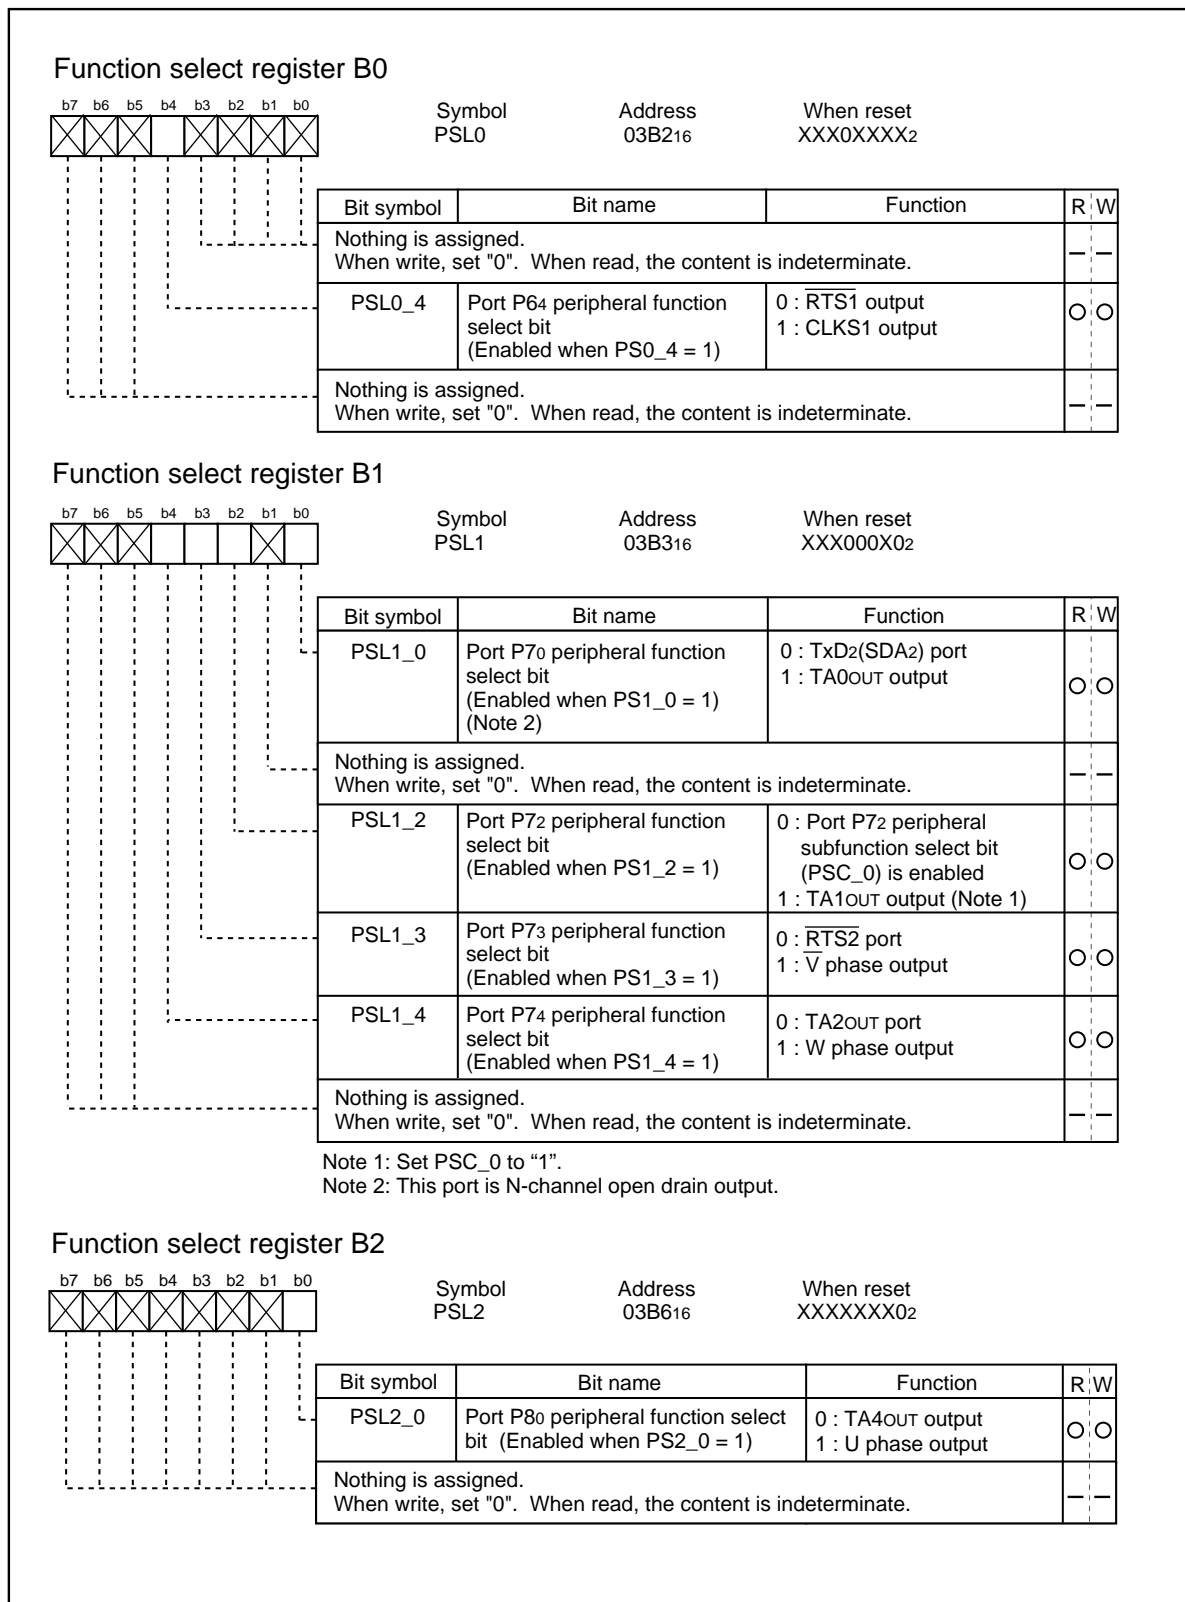 Function select register B0
b7 b6 b5 b4 b3 b2 b1 b0
Symbol Address When reset
PSL0 03B216 XXX0XXXX2
Bit symbol Bit name Function R W
Nothing is assigned.
When write, set "0". When read, the content is indeterminate. – –
PSL0_4 Port P64 peripheral function 0 : R̅T̅S̅1̅ output
select bit 1 : CLKS1 output
(Enabled when PS0_4 = 1)
Nothing is assigned.
When write, set "0". When read, the content is indeterminate. – –
Function select register B1
b7 b6 b5 b4 b3 b2 b1 b0
Symbol Address When reset
PSL1 03B316 XXX000X02
Bit symbol Bit name Function R W
PSL1_0 Port P70 peripheral function 0 : TxD2(SDA2) port
select bit 1 : TA0OUT output
(Enabled when PS1_0 = 1)
(Note 2)
Nothing is assigned.
When write, set "0". When read, the content is indeterminate. – –
PSL1_2 Port P72 peripheral function 0 : Port P72 peripheral
select bit subfunction select bit
(Enabled when PS1_2 = 1) (PSC_0) is enabled
1 : TA1OUT output (Note 1)
PSL1_3 Port P73 peripheral function 0 : R̅T̅S̅2̅ port
select bit 1 : V̅ phase output
(Enabled when PS1_3 = 1)
PSL1_4 Port P74 peripheral function 0 : TA2OUT port
select bit 1 : W phase output
(Enabled when PS1_4 = 1)
Nothing is assigned.
When write, set "0". When read, the content is indeterminate. – –
Note 1: Set PSC_0 to “1”.
Note 2: This port is N-channel open drain output.
Function select register B2
b7 b6 b5 b4 b3 b2 b1 b0
Symbol Address When reset
PSL2 03B616 XXXXXXX02
Bit symbol Bit name Function R W
PSL2_0 Port P80 peripheral function select 0 : TA4OUT output
bit (Enabled when PS2_0 = 1) 1 : U phase output
Nothing is assigned.
When write, set "0". When read, the content is indeterminate. – –